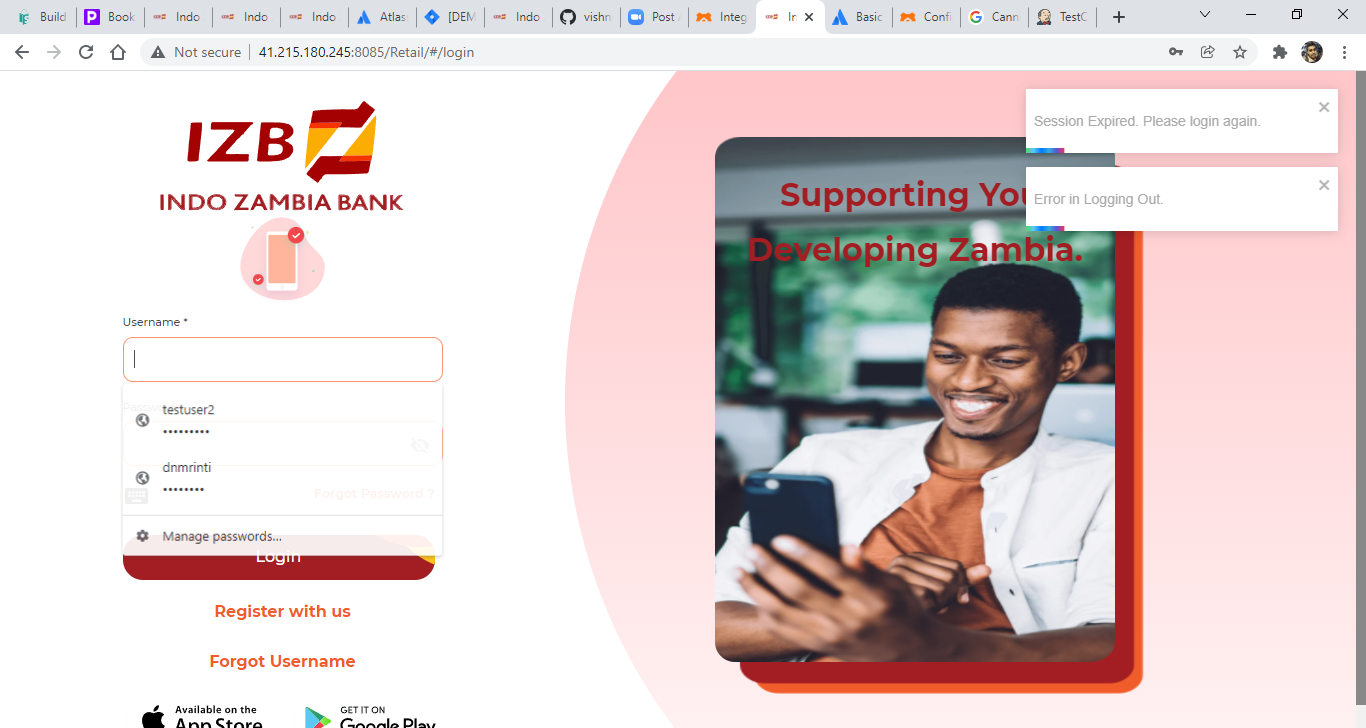 Build
Book
Indo
Indo
Indo
Atlas
[DEM
Indo
vishn
Post A
Integ
In
Basic
Confi
Cann
TestC
Not secure
41.215.180.245:8085/Retail/#/login
IZB
INDO ZAMBIA BANK
Username *
testuser2
•••••••••
dnmrinti
••••••••
Forgot Password ?
Manage passwords...
Login
Register with us
Forgot Username
Available on the
App Store
GET IT ON
Google Play
Supporting You
Developing Zambia.
Session Expired. Please login again.
Error in Logging Out.